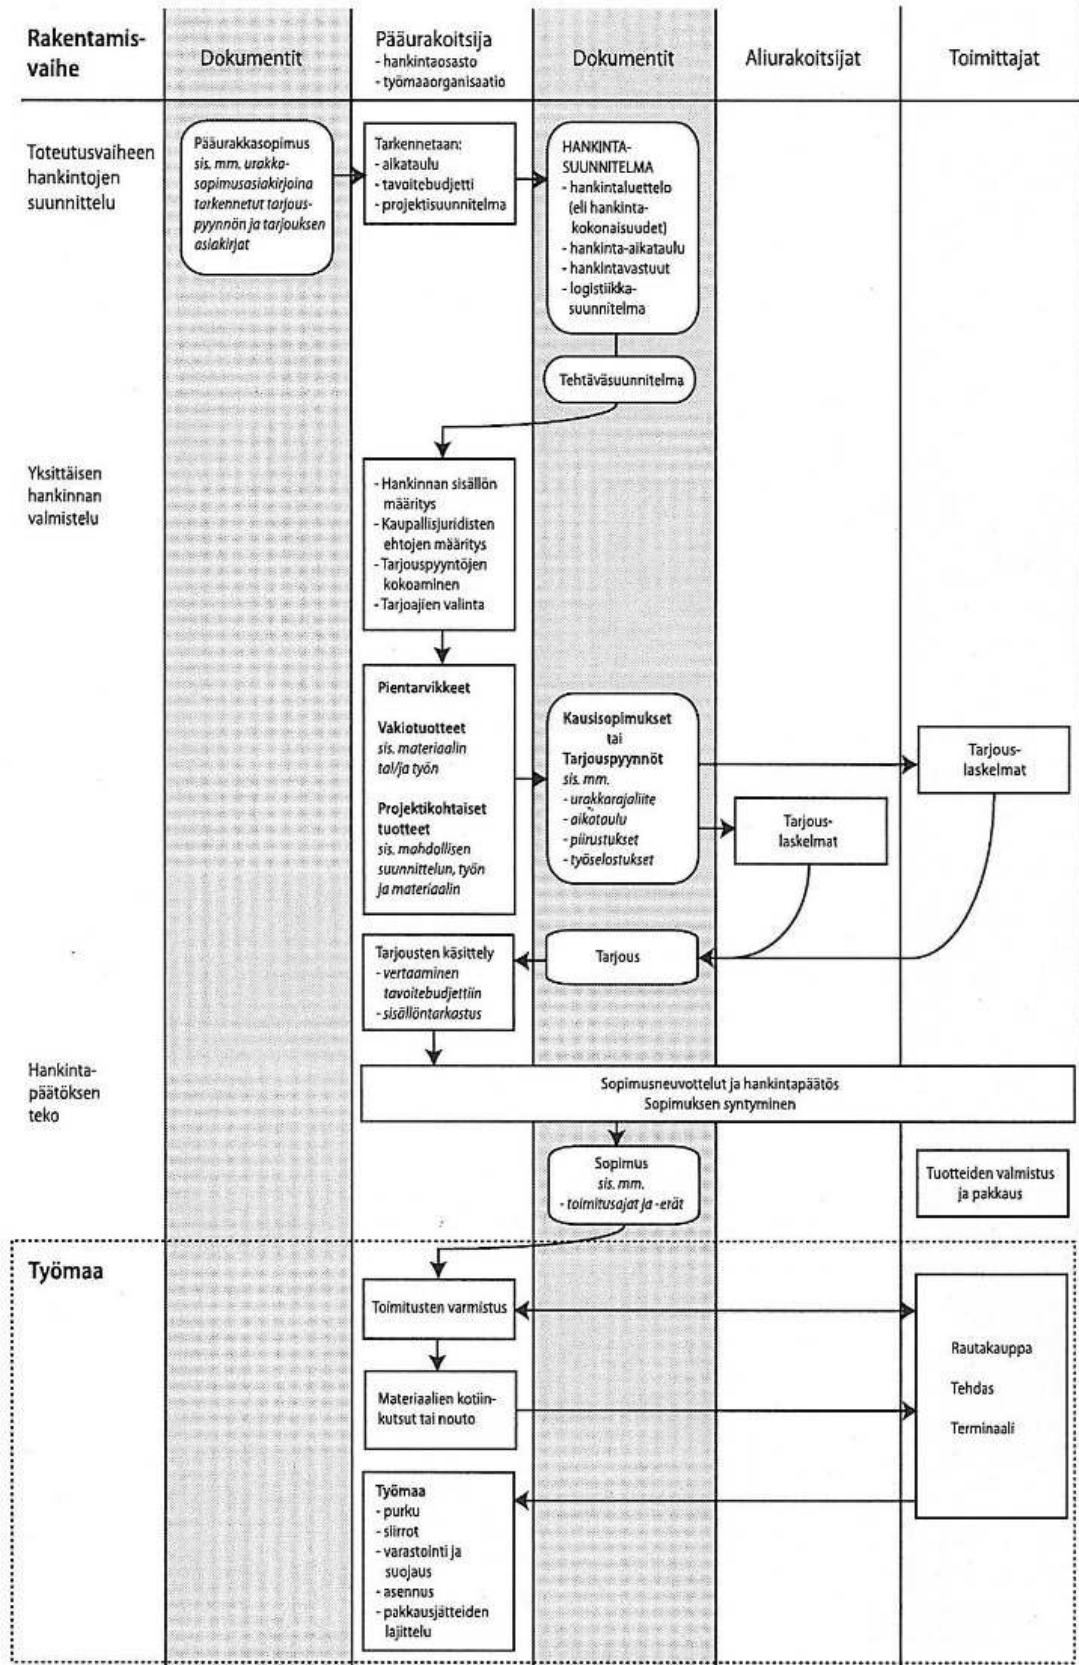 Rakentamis-
vaihe
Dokumentit
Pääurakoitsija
- hankintaosasto
- työmaaorganisaatio
Dokumentit
Aliurakoitsijat
Toimittajat
Toteutusvaiheen
hankintojen
suunnittelu
Pääurakkasopimus
sis. mm. urakka-
sopimusasiakirjoina
tarkennetut tarjous-
pyynnön ja tarjouksen
asiakirjat
Tarkennetaan:
- aikataulu
- tavoitebudjetti
- projektisuunnitelma
HANKINTA-
SUUNNITELMA
- hankintaluettelo
(eli hankinta-
kokonaisuudet)
- hankinta-aikataulu
- hankintavastuut
- logistiikka-
suunnitelma
Tehtäväsuunnitelma
Yksittäisen
hankinnan
valmistelu
- Hankinnan sisällön
määritys
- Kaupallisjuridisten
ehtojen määritys
- Tarjouspyyntöjen
kokoaminen
- Tarjoajien valinta
Pientarvikkeet
Vakiotuotteet
sis. materiaalin
tai/ja työn
Projektikohtaiset
tuotteet
sis. mahdollisen
suunnittelun, työn
ja materiaalin
Kausisopimukset
tai
Tarjouspyynnöt
sis. mm.
- urakkarajaliite
- aikataulu
- piirustukset
- työselostukset
Tarjous-
laskelmat
Tarjous-
laskelmat
Tarjousten käsittely
- vertaaminen
tavoitebudjettiin
- sisällöntarkastus
Tarjous
Hankinta-
päätöksen
teko
Sopimusneuvottelut ja hankintapäätös
Sopimuksen syntyminen
Sopimus
sis. mm.
- toimitusajat ja -erät
Tuotteiden valmistus
ja pakkaus
Työmaa
Toimitusten varmistus
Materiaalien kotiin-
kutsut tai nouto
Rautakauppa
Tehdas
Terminaali
Työmaa
- purku
- siirrot
- varastointi ja
suojaus
- asennus
- pakkausjätteiden
lajittelu